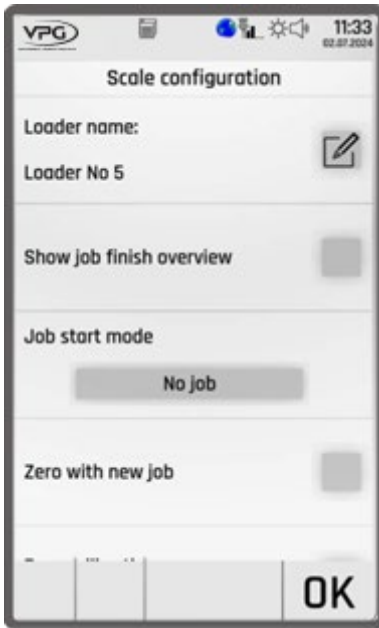 VPG
11:33
02.07.2024
Scale configuration
Loader name:
Loader No 5
Show job finish overview
Job start mode
No job
Zero with new job
OK